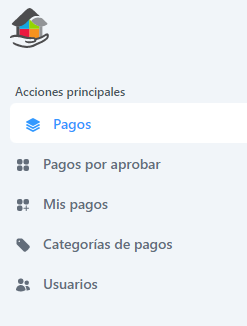 Acciones principales
Pagos
Pagos por aprobar
Mis pagos
Categorías de pagos
Usuarios